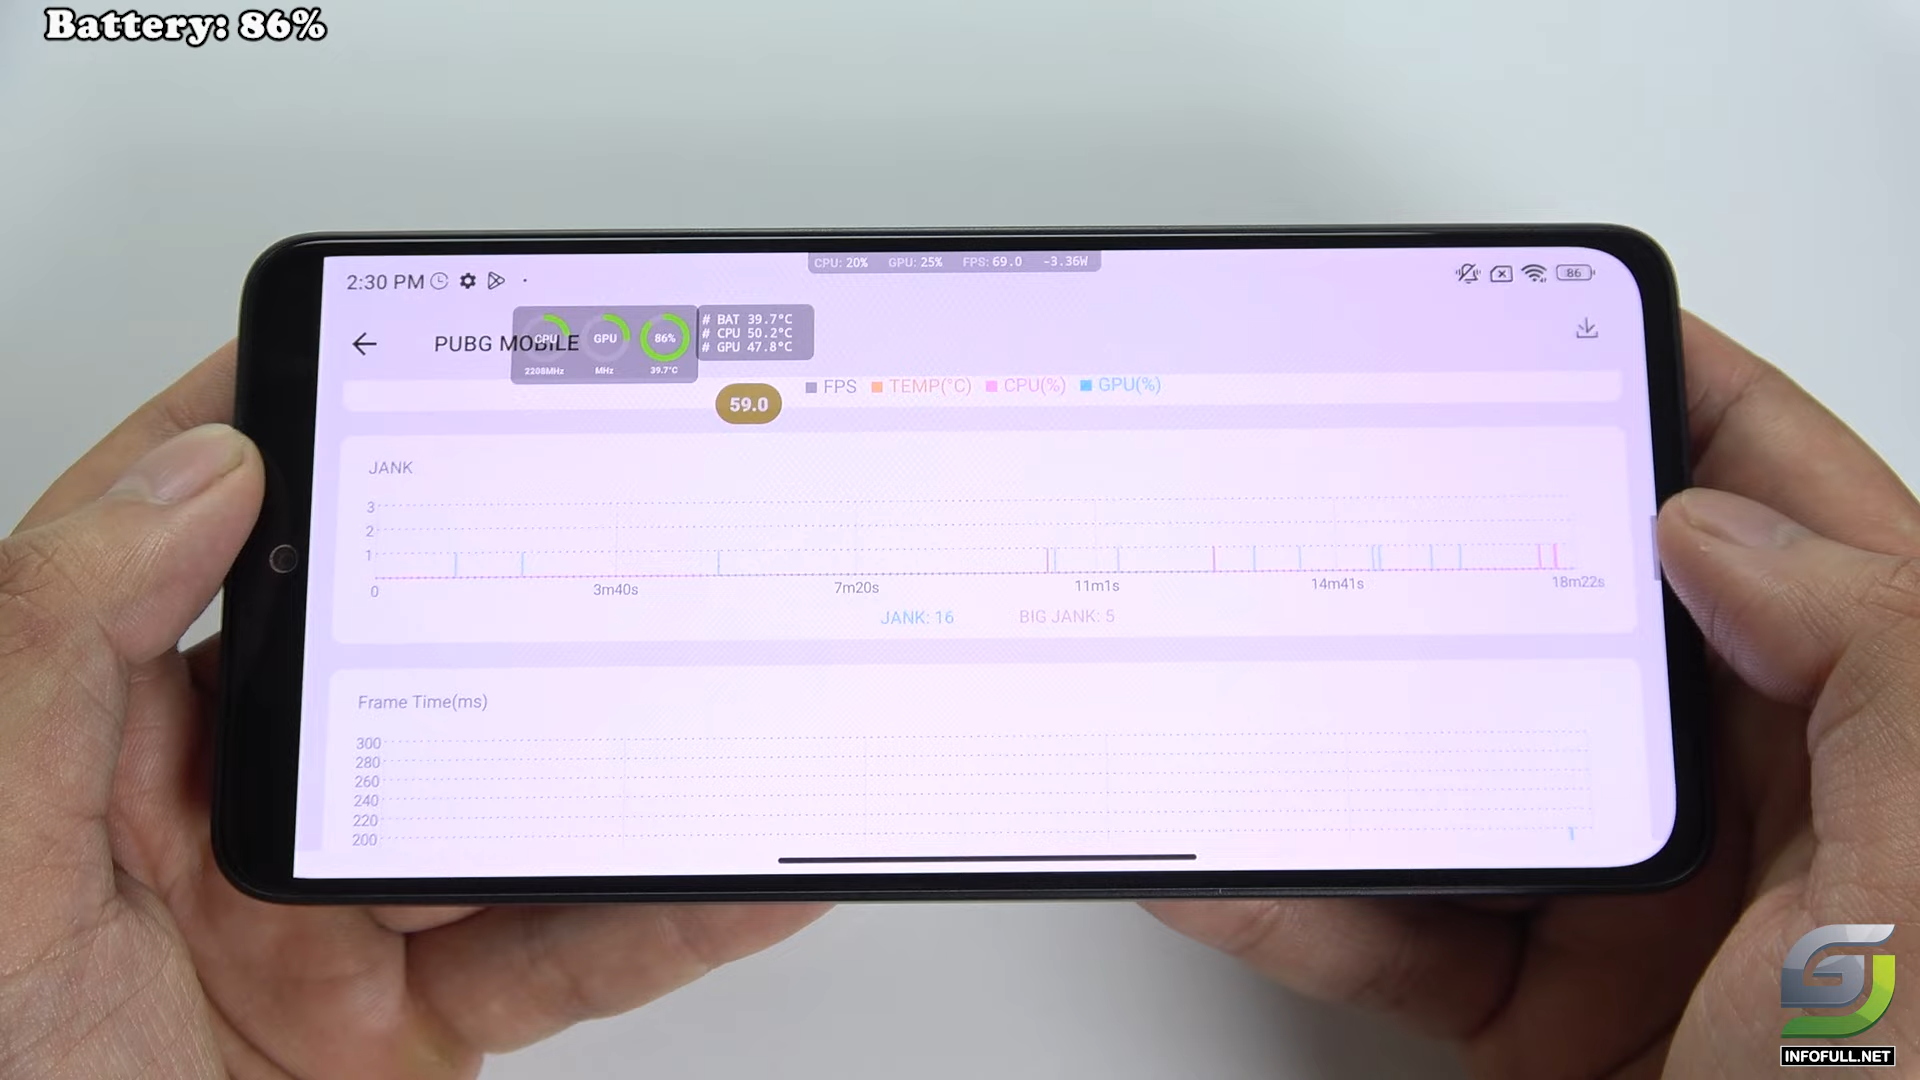 Battery: 86%
CPU: 20% GPU: 25% FPS: 69.0 -3.36W
2:30 PM
86
PUBG MOBILE
CPU GPU 86%
2208MHz MHz 39.7°C
# BAT 39.7°C
# CPU 50.2°C
# GPU 47.8°C
59.0
FPS TEMP(°C) CPU(%) GPU(%)
JANK
3
2
1
0 3m40s 7m20s 11m1s 14m41s 18m22s
JANK: 16 BIG JANK: 5
Frame Time(ms)
300
280
260
240
220
200
INFOFULL.NET